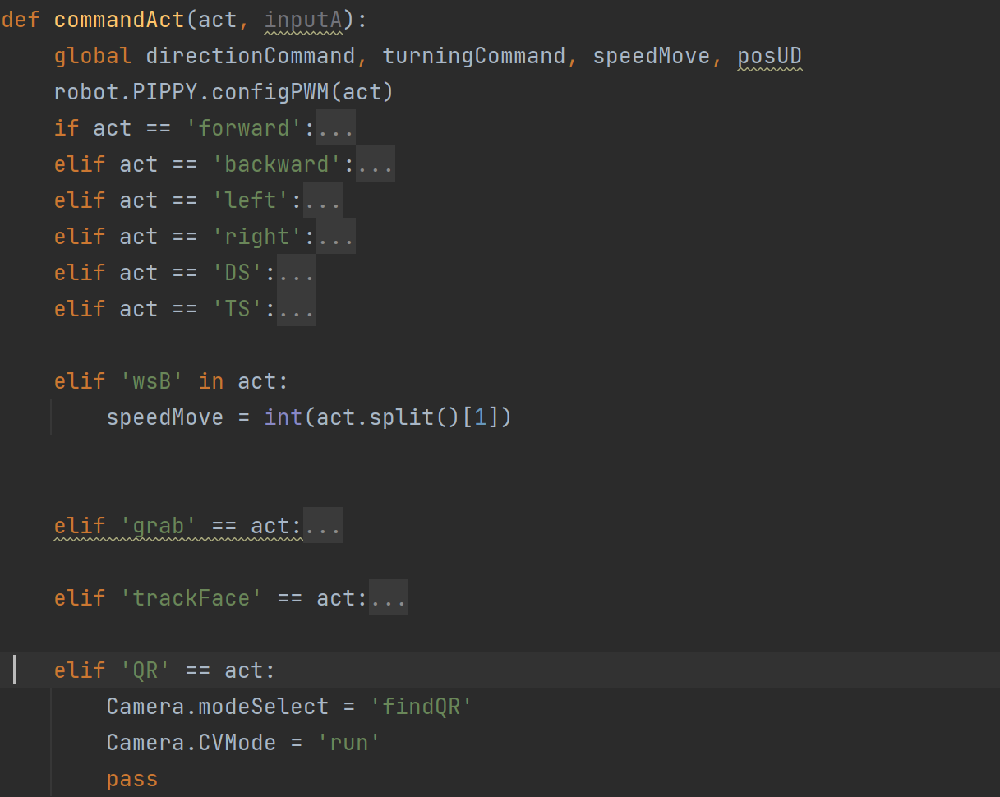 def commandAct(act, inputA):
    global directionCommand, turningCommand, speedMove, posUD
    robot.PIPPY.configPWM(act)
    if act == 'forward':...
    elif act == 'backward':...
    elif act == 'left':...
    elif act == 'right':...
    elif act == 'DS':...
    elif act == 'TS':...
    elif 'wsB' in act:
        speedMove = int(act.split()[1])
    elif 'grab' == act:...
    elif 'trackFace' == act:...
    elif 'QR' == act:
        Camera.modeSelect = 'findQR'
        Camera.CVMode = 'run'
        pass